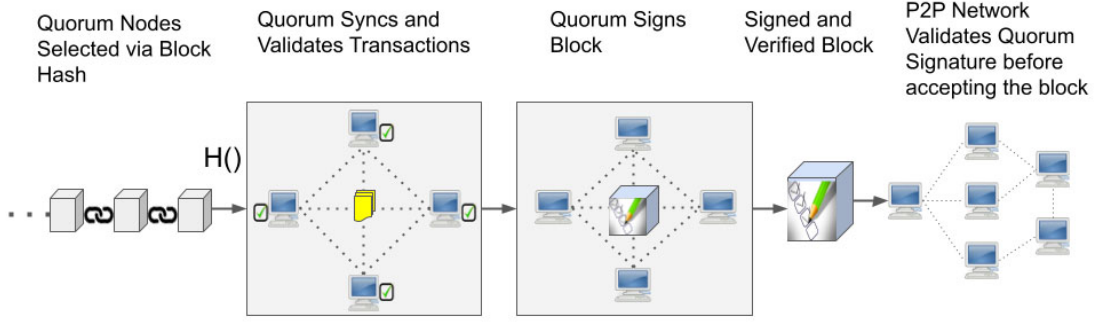 Quorum Nodes
Selected via Block
Hash
Quorum Syncs and
Validates Transactions
Quorum Signs
Block
Signed and
Verified Block
P2P Network
Validates Quorum
Signature before
accepting the block
H()